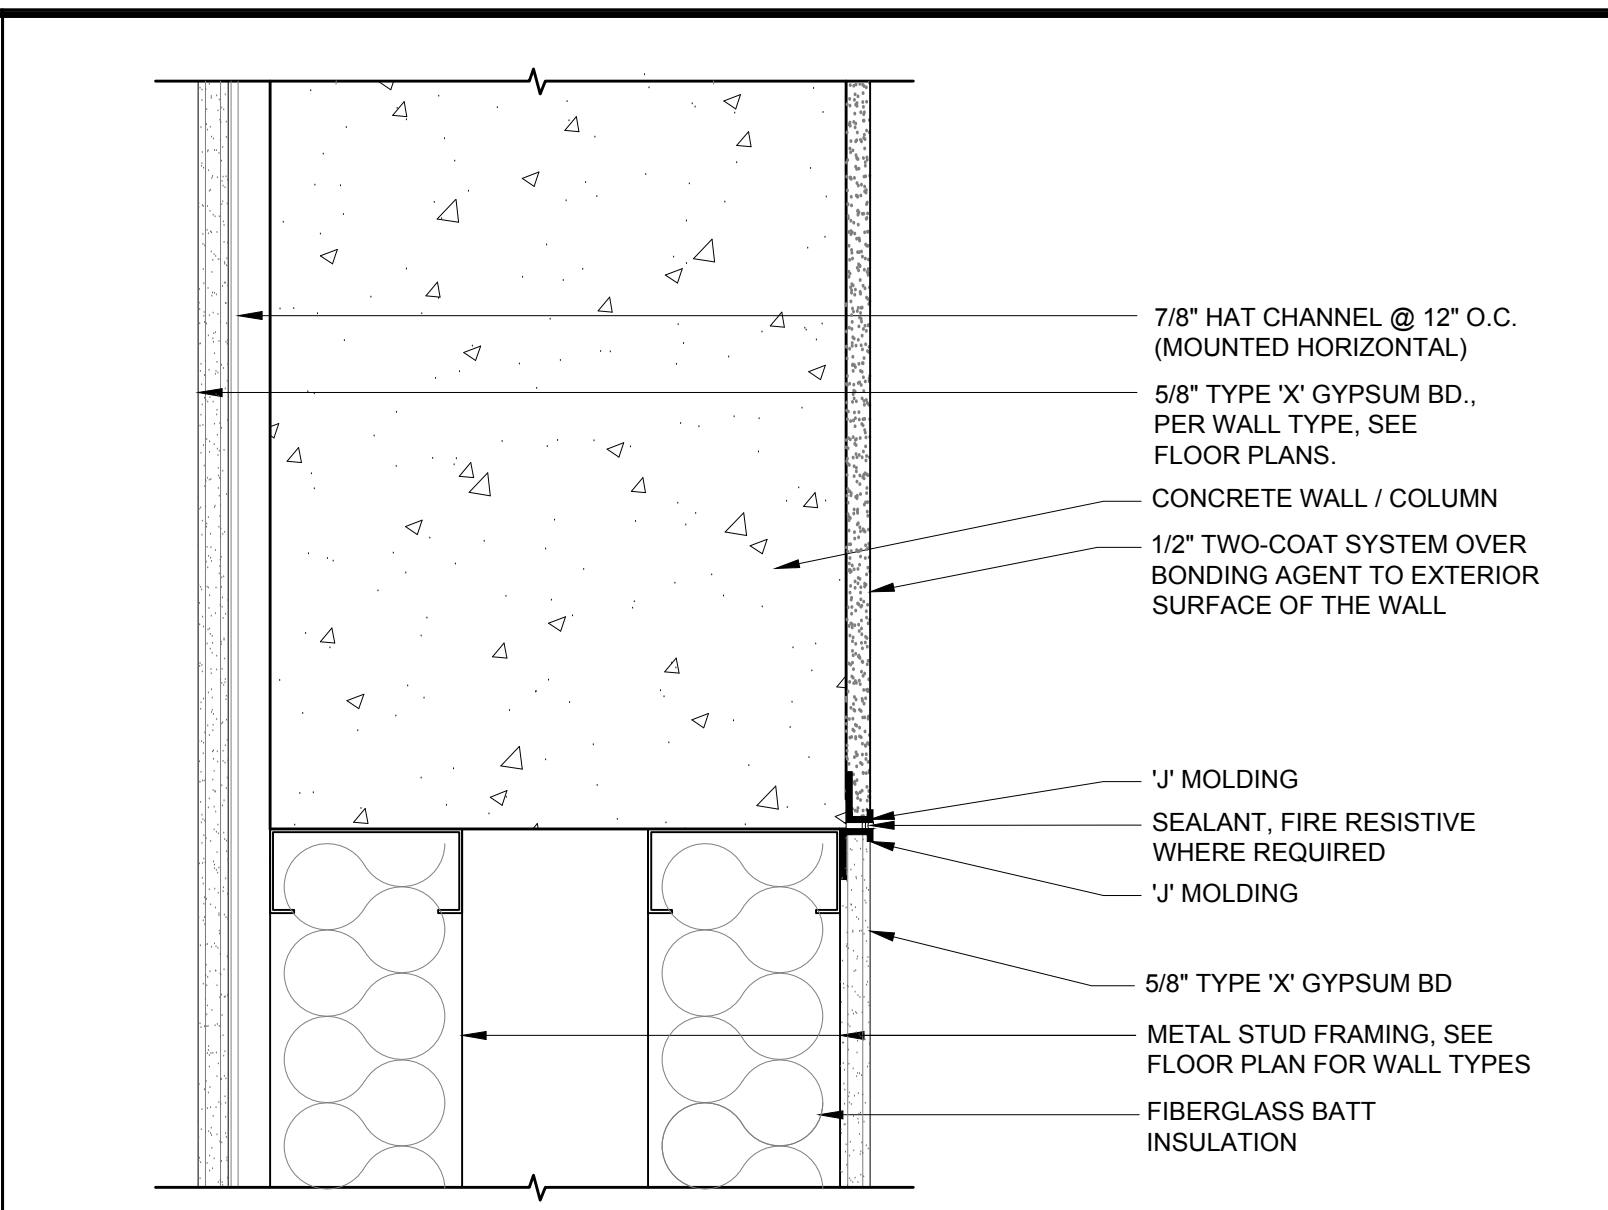 7/8" HAT CHANNEL @ 12" O.C.
(MOUNTED HORIZONTAL)
5/8" TYPE 'X' GYPSUM BD.,
PER WALL TYPE, SEE
FLOOR PLANS.
CONCRETE WALL / COLUMN
1/2" TWO-COAT SYSTEM OVER
BONDING AGENT TO EXTERIOR
SURFACE OF THE WALL
'J' MOLDING
SEALANT, FIRE RESISTIVE
WHERE REQUIRED
'J' MOLDING
5/8" TYPE 'X' GYPSUM BD
METAL STUD FRAMING, SEE
FLOOR PLAN FOR WALL TYPES
FIBERGLASS BATT
INSULATION